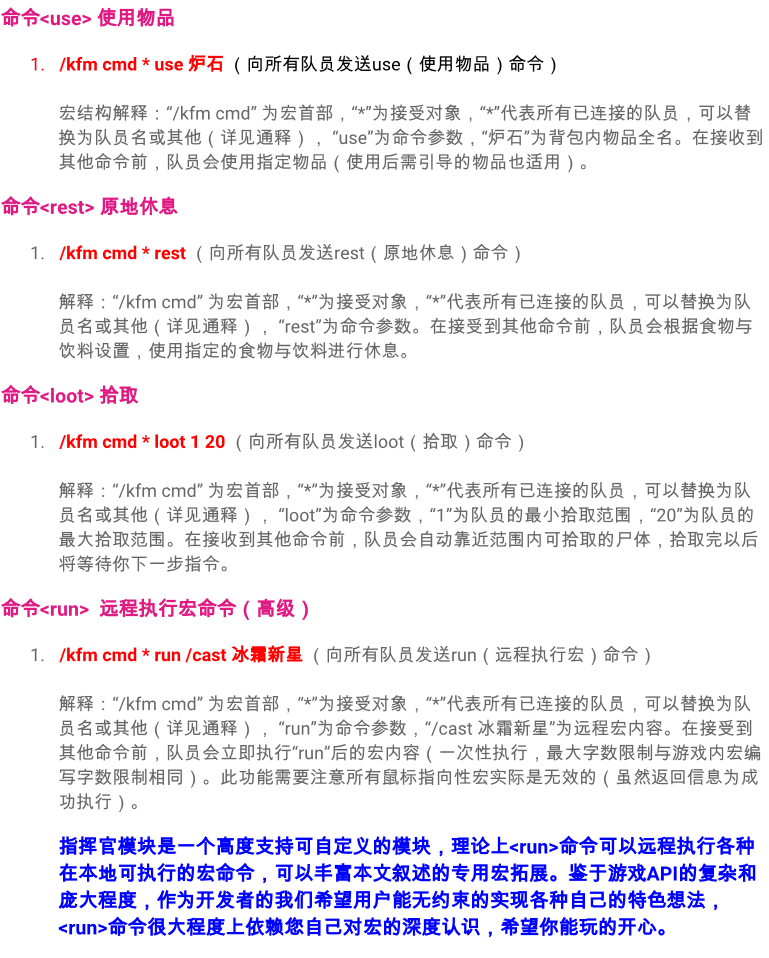 命令<use> 使用物品
1. /kfm cmd * use 炉石 （向所有队员发送use（使用物品）命令）
宏结构解释：“/kfm cmd” 为宏首部，“*”为接受对象，“*”代表所有已连接的队员，可以替
换为队员名或其他（详见通释），“use”为命令参数，“炉石”为背包内物品全名。在接收到
其他命令前，队员会使用指定物品（使用后需引导的物品也适用）。
命令<rest> 原地休息
1. /kfm cmd * rest （向所有队员发送rest（原地休息）命令）
解释：“/kfm cmd” 为宏首部，“*”为接受对象，“*”代表所有已连接的队员，可以替换为队
员名或其他（详见通释），“rest”为命令参数。在接受到其他命令前，队员会根据食物与
饮料设置，使用指定的食物与饮料进行休息。
命令<loot> 拾取
1. /kfm cmd * loot 1 20 （向所有队员发送loot（拾取）命令）
解释：“/kfm cmd” 为宏首部，“*”为接受对象，“*”代表所有已连接的队员，可以替换为队
员名或其他（详见通释），“loot”为命令参数，“1”为队员的最小拾取范围，“20”为队员的
最大拾取范围。在接收到其他命令前，队员会自动靠近范围内可拾取的尸体，拾取完以后
将等待你下一步指令。
命令<run> 远程执行宏命令（高级）
1. /kfm cmd * run /cast 冰霜新星 （向所有队员发送run（远程执行宏）命令）
解释：“/kfm cmd” 为宏首部，“*”为接受对象，“*”代表所有已连接的队员，可以替换为队
员名或其他（详见通释），“run”为命令参数，“/cast 冰霜新星”为远程宏内容。在接受到
其他命令前，队员会立即执行“run”后的宏内容（一次性执行，最大字数限制与游戏内宏编
写字数限制相同）。此功能需要注意所有鼠标指向性宏实际是无效的（虽然返回信息为成
功执行）。
指挥官模块是一个高度支持可自定义的模块，理论上<run>命令可以远程执行各种
在本地可执行的宏命令，可以丰富本文叙述的专用宏拓展。鉴于游戏API的复杂和
庞大程度，作为开发者的我们希望用户能无约束的实现各种自己的特色想法，
<run>命令很大程度上依赖您自己对宏的深度认识，希望你能玩的开心。